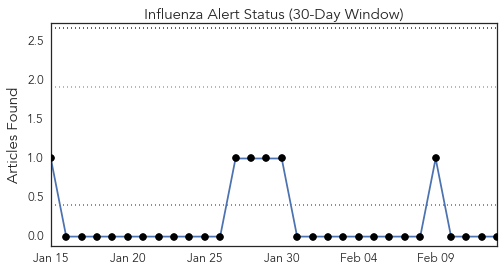 Influenza Alert Status (30-Day Window)
Articles Found
2.5
2.0
1.5
1.0
0.5
0.0
Jan 15
Jan 20
Jan 25
Jan 30
Feb 04
Feb 09